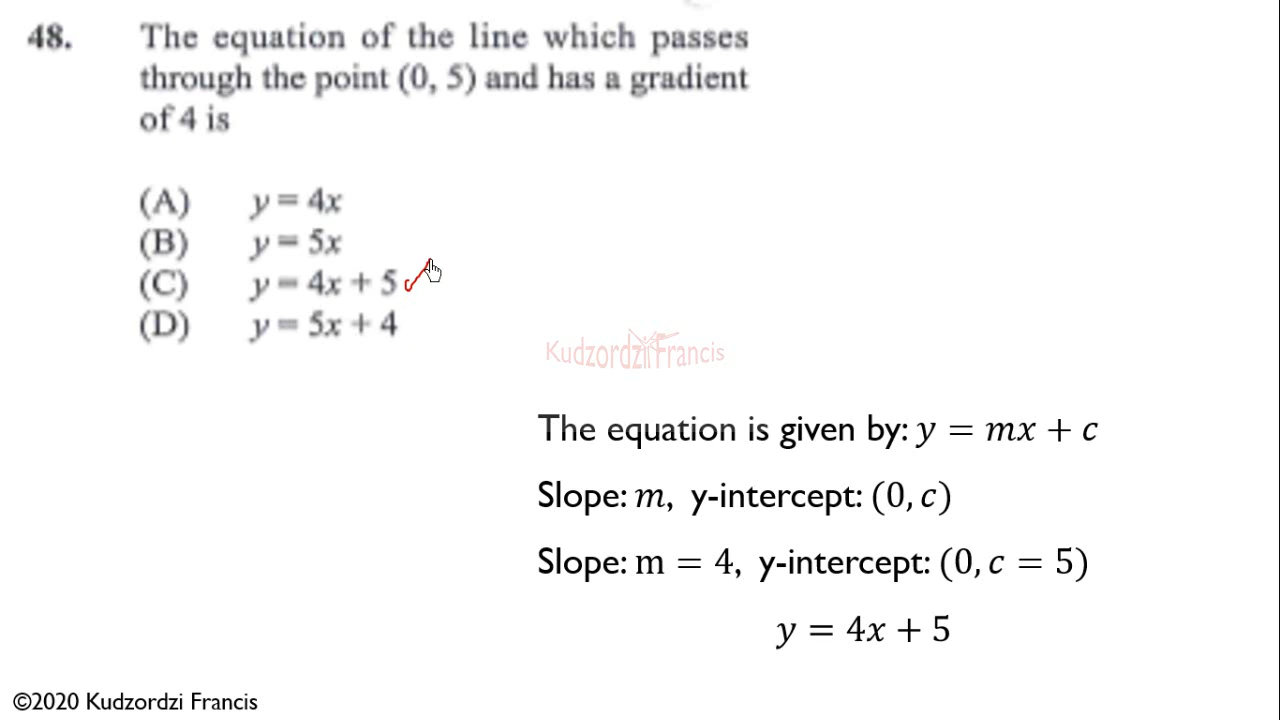 48. The equation of the line which passes
through the point (0, 5) and has a gradient
of 4 is
(A) y = 4x
(B) y = 5x
(C) y = 4x + 5
(D) y = 5x + 4
Kudzordzi Francis
The equation is given by: y = mx + c
Slope: m, y-intercept: (0, c)
Slope: m = 4, y-intercept: (0, c = 5)
y = 4x + 5
©2020 Kudzordzi Francis